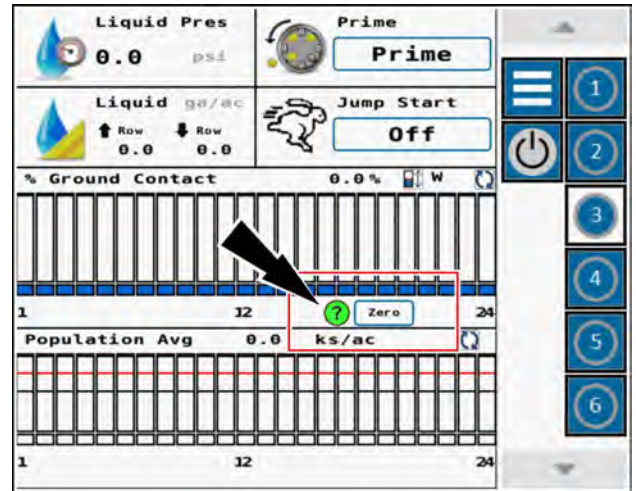 Liquid Pres
0.0 psi
Prime
Prime
Liquid ga/ac
Row Row
0.0 0.0
Jump Start
Off
% Ground Contact 0.0 % W
1 12 24
? Zero
Population Avg 0.0 ks/ac
1 12 24
1
2
3
4
5
6